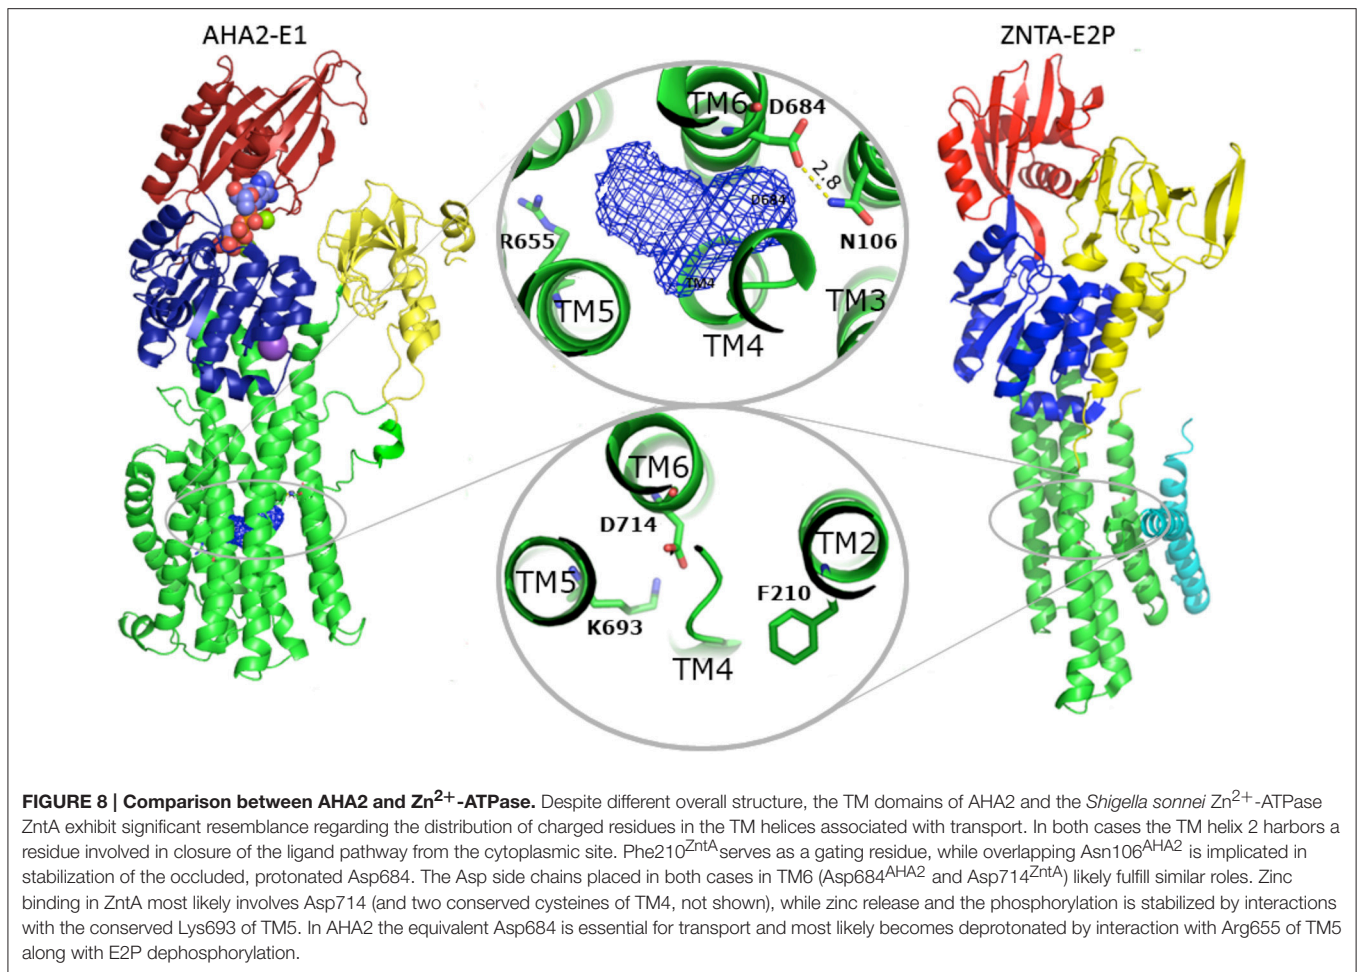 AHA2-E1
ZNTA-E2P
TM6
D684
2.8
D684
R655
N106
TM4
TM5
TM3
TM4
TM6
D714
TM2
TM5
F210
K693
TM4
FIGURE 8 | Comparison between AHA2 and Zn2+-ATPase. Despite different overall structure, the TM domains of AHA2 and the Shigella sonnei Zn2+-ATPase
ZntA exhibit significant resemblance regarding the distribution of charged residues in the TM helices associated with transport. In both cases the TM helix 2 harbors a
residue involved in closure of the ligand pathway from the cytoplasmic site. Phe210ZntAserves as a gating residue, while overlapping Asn106AHA2 is implicated in
stabilization of the occluded, protonated Asp684. The Asp side chains placed in both cases in TM6 (Asp684AHA2 and Asp714ZntA) likely fulfill similar roles. Zinc
binding in ZntA most likely involves Asp714 (and two conserved cysteines of TM4, not shown), while zinc release and the phosphorylation is stabilized by interactions
with the conserved Lys693 of TM5. In AHA2 the equivalent Asp684 is essential for transport and most likely becomes deprotonated by interaction with Arg655 of TM5
along with E2P dephosphorylation.